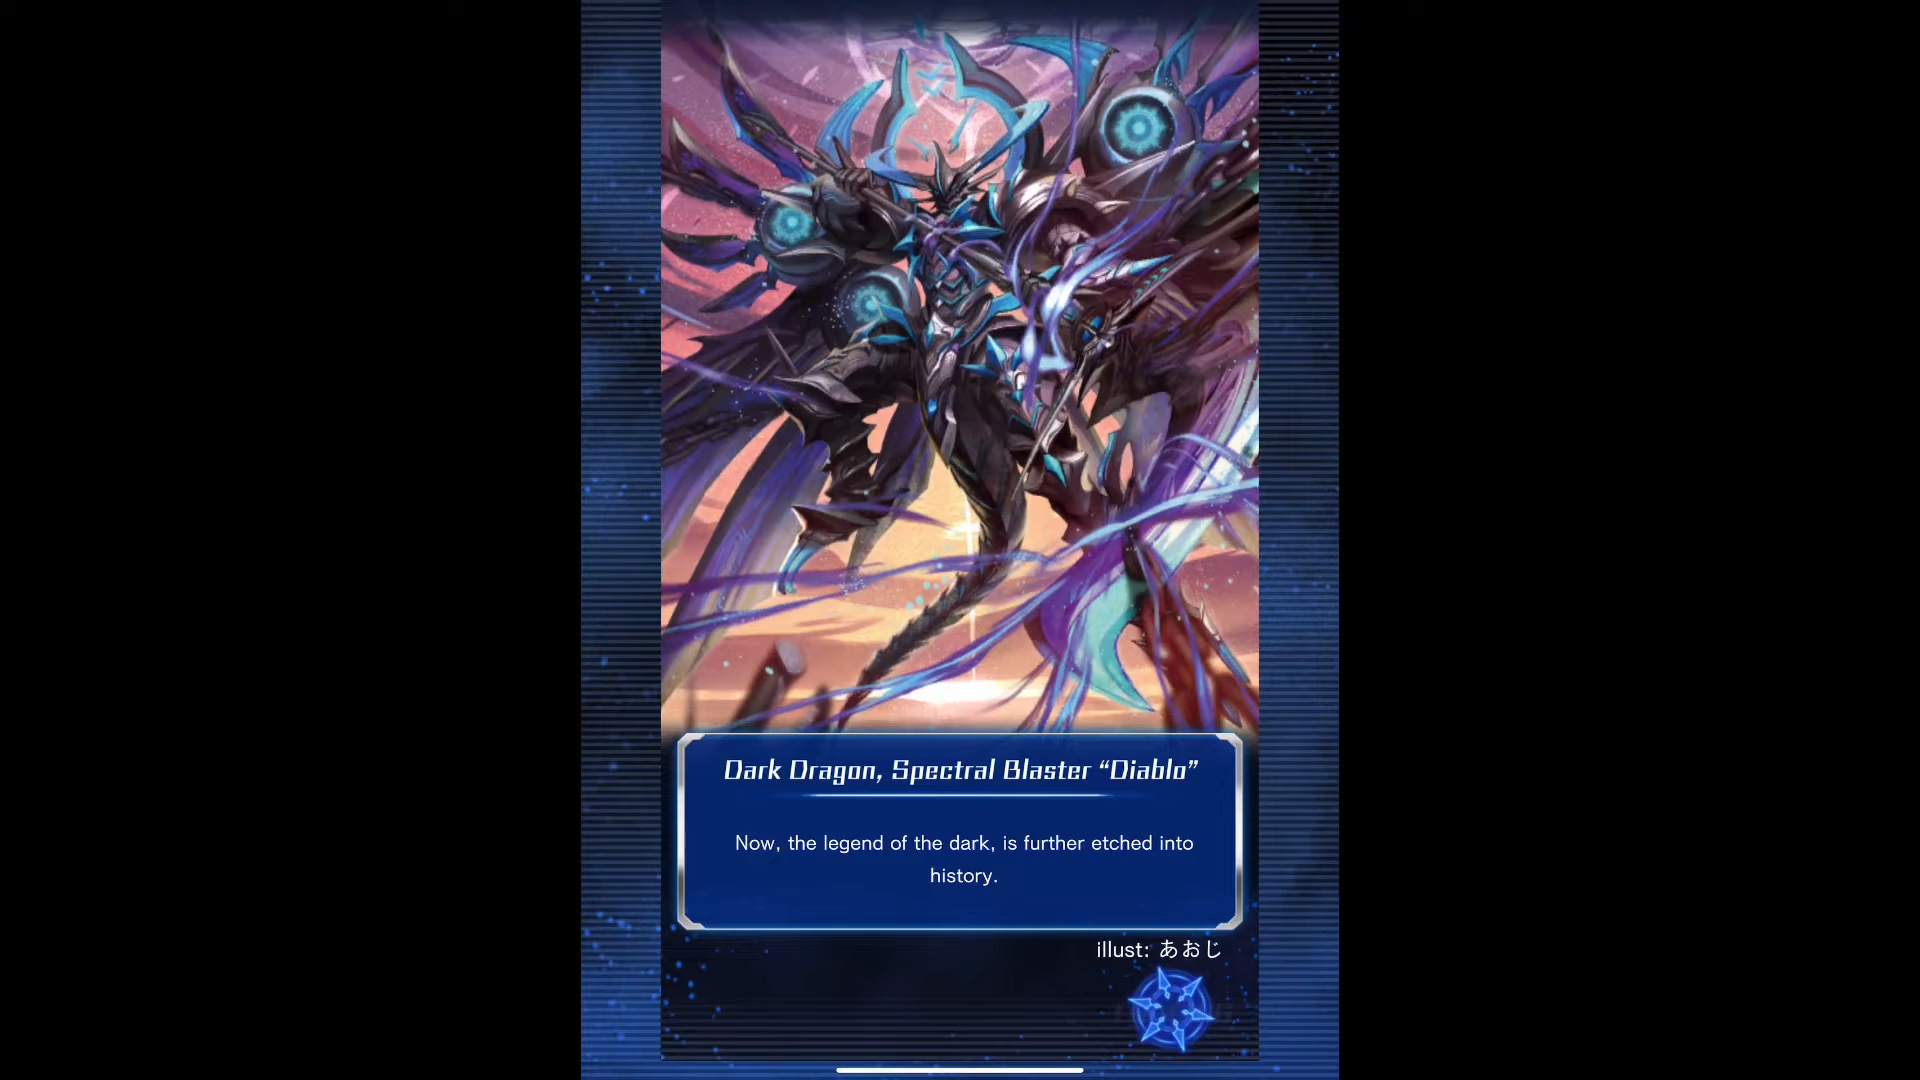 Dark Dragon, Spectral Blaster “Diablo”
Now, the legend of the dark, is further etched into
history.
illust: あおじ